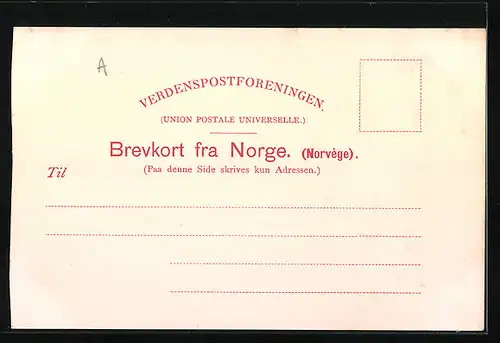 A
VERDENSPOSTFORENINGEN.
(UNION POSTALE UNIVERSELLE.)
Brevkort fra Norge. (Norvège).
(Paa denne Side skrives kun Adressen.)
Til